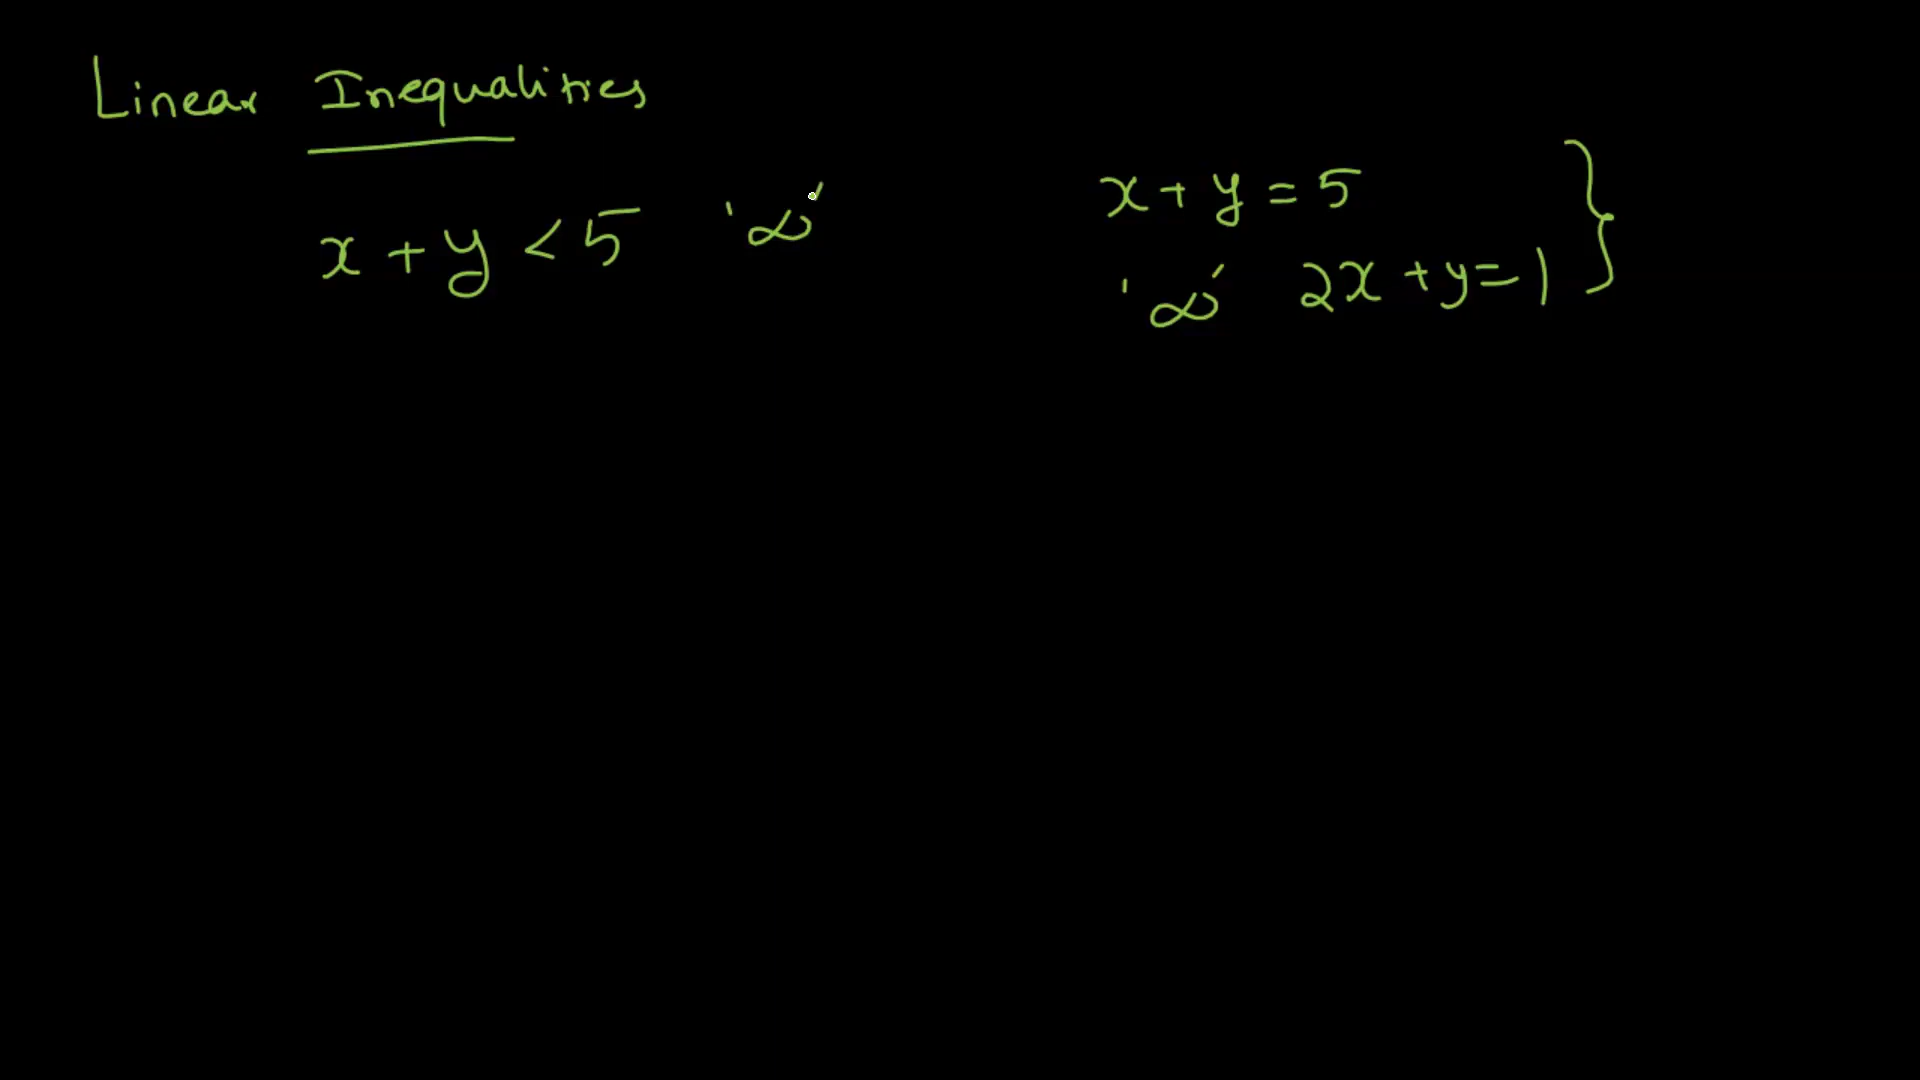 Linear Inequalities
x + y < 5 '∞'
x + y = 5
'∞' 2x + y = 1 }